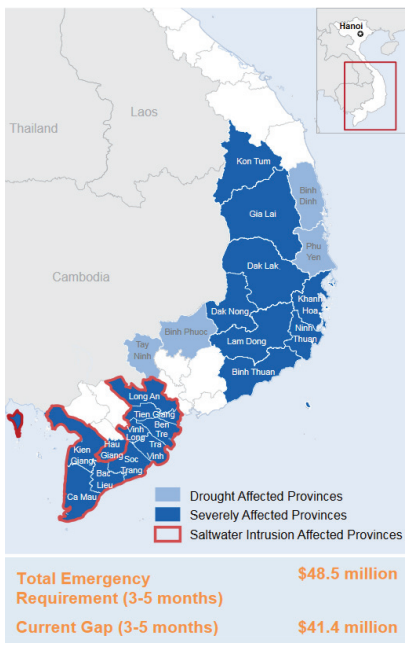 Hanoi
Laos
Thailand
Kon Tum
Binh
Dinh
Gia Lai
Phu
Yen
Cambodia
Dak Lak
Khanh
Hoa
Dak Nong
Binh Phuoc
Ninh
Thuan
Lam Dong
Tay
Ninh
Binh Thuan
Long An
Tien Giang
Ben
Tre
Vinh
Long
Tra
Vinh
Hau
Giang
Kien
Giang
Soc
Trang
Bac
Lieu
Ca Mau
Drought Affected Provinces
Severely Affected Provinces
Saltwater Intrusion Affected Provinces
Total Emergency
Requirement (3-5 months)
$48.5 million
Current Gap (3-5 months)
$41.4 million